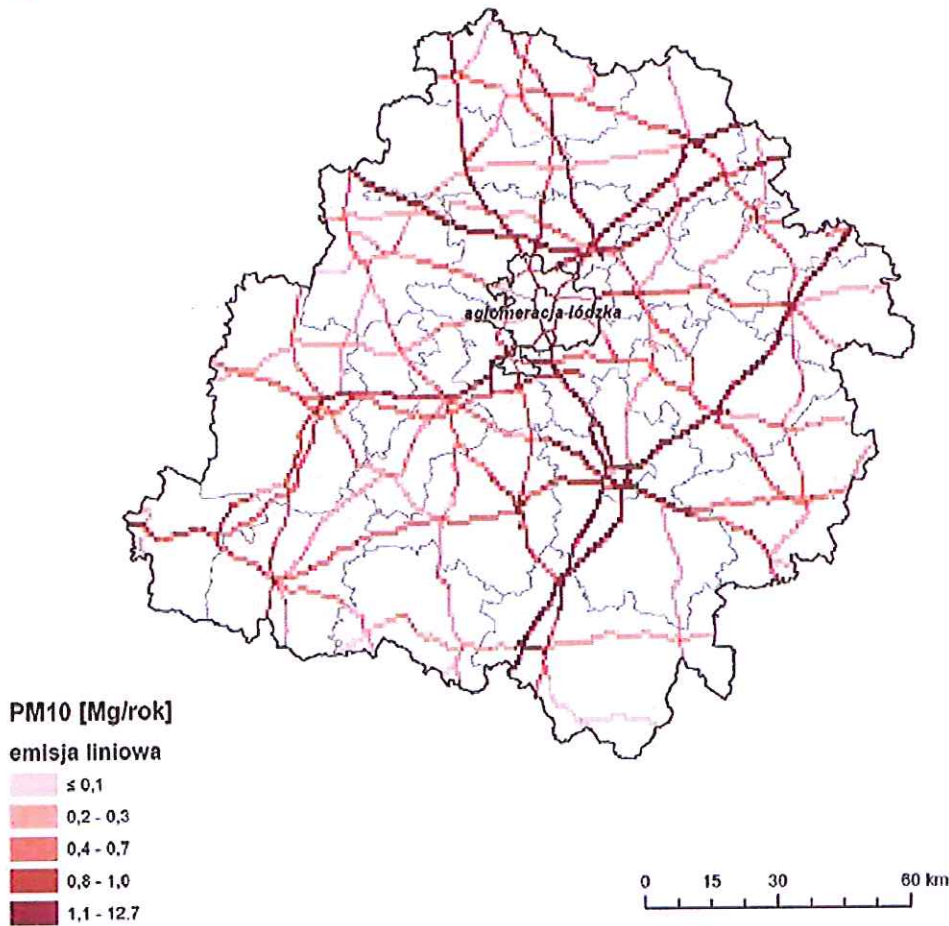 aglomeracja łódzka
PM10 [Mg/rok]
emisja liniowa
≤ 0,1
0,2 - 0,3
0,4 - 0,7
0,8 - 1,0
1,1 - 12.7
0 15 30 60 km